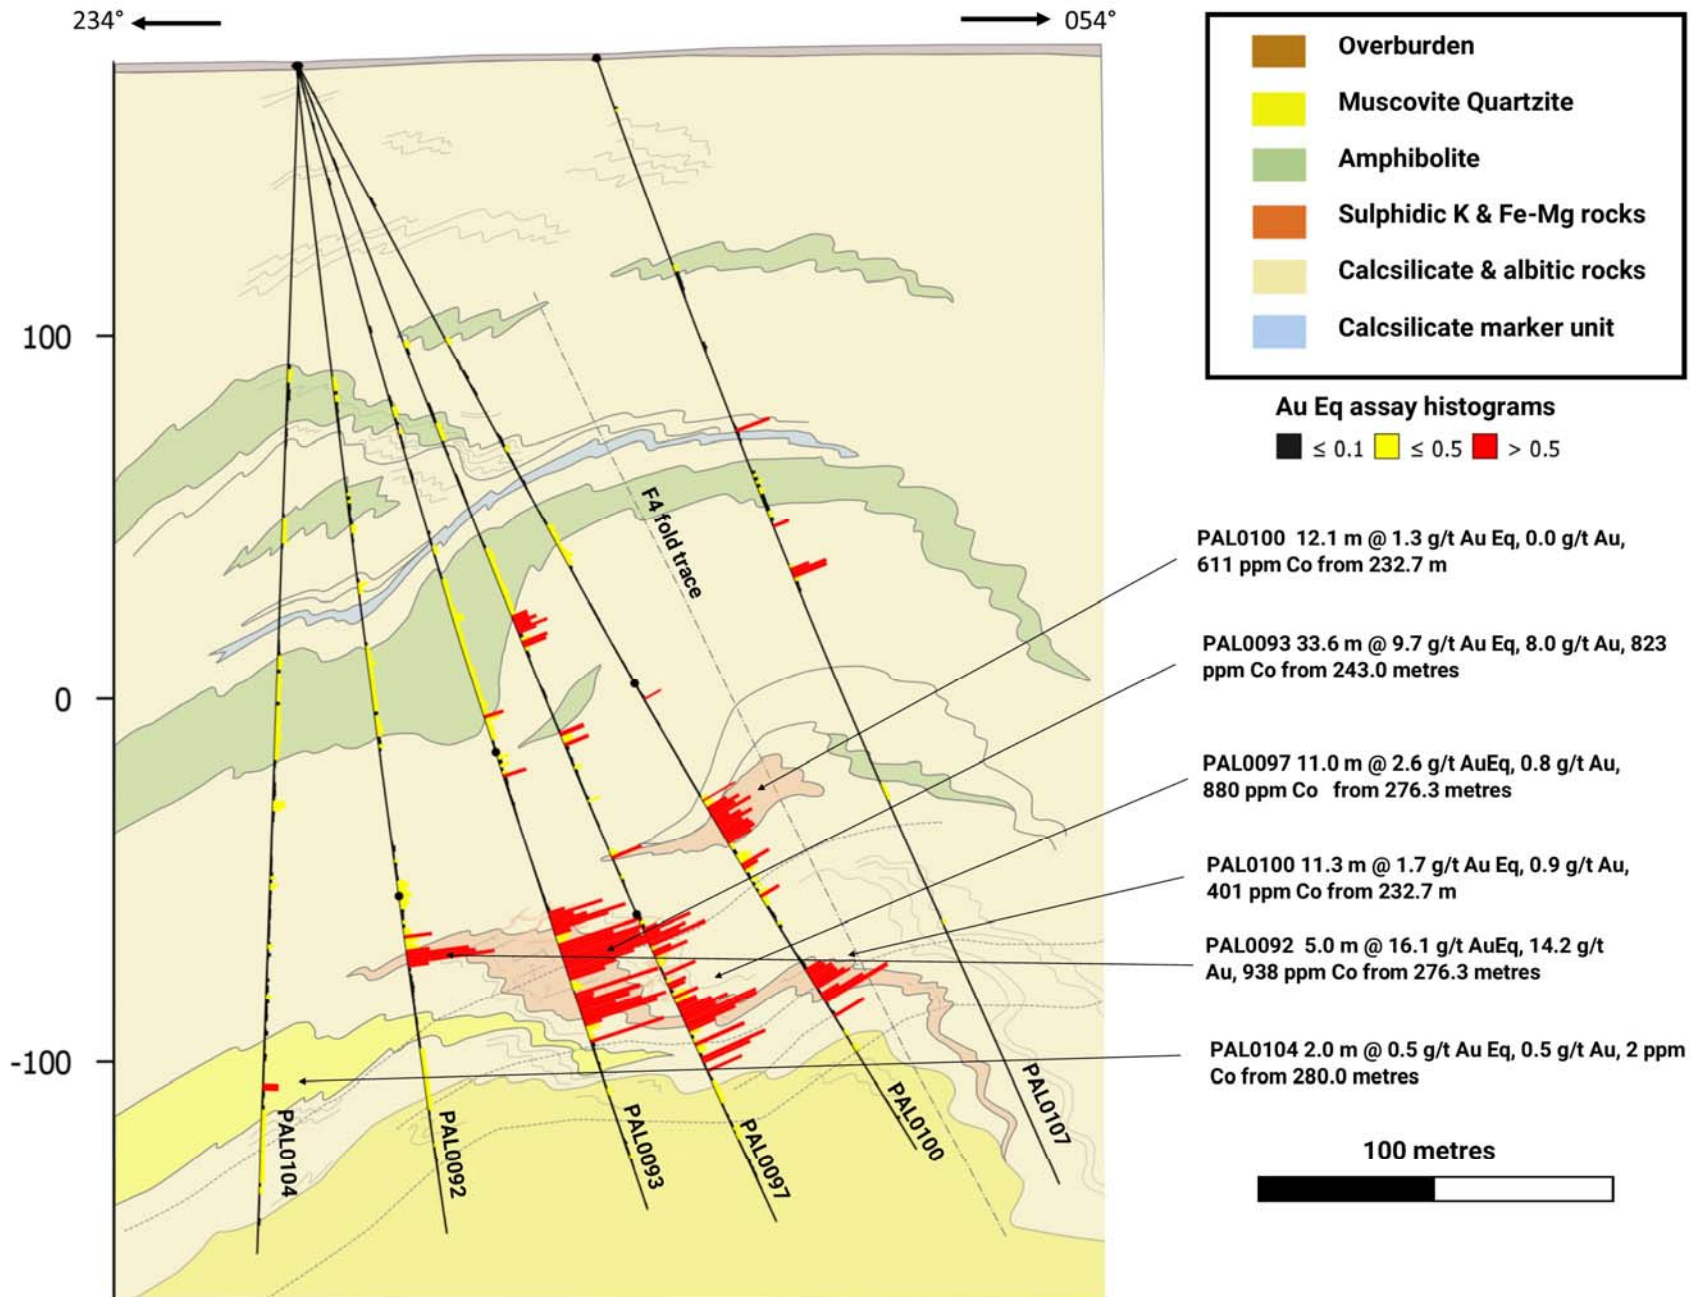 234°
054°
Overburden
Muscovite Quartzite
Amphibolite
Sulphidic K & Fe-Mg rocks
Calcsilicate & albitic rocks
Calcsilicate marker unit
Au Eq assay histograms
≤ 0.1 ≤ 0.5 > 0.5
100
0
-100
F4 fold trace
PAL0100 12.1 m @ 1.3 g/t Au Eq, 0.0 g/t Au,
611 ppm Co from 232.7 m
PAL0093 33.6 m @ 9.7 g/t Au Eq, 8.0 g/t Au, 823
ppm Co from 243.0 metres
PAL0097 11.0 m @ 2.6 g/t AuEq, 0.8 g/t Au,
880 ppm Co from 276.3 metres
PAL0100 11.3 m @ 1.7 g/t Au Eq, 0.9 g/t Au,
401 ppm Co from 232.7 m
PAL0092 5.0 m @ 16.1 g/t AuEq, 14.2 g/t
Au, 938 ppm Co from 276.3 metres
PAL0104 2.0 m @ 0.5 g/t Au Eq, 0.5 g/t Au, 2 ppm
Co from 280.0 metres
PAL0104
PAL0092
PAL0093
PAL0097
PAL0100
PAL0107
100 metres